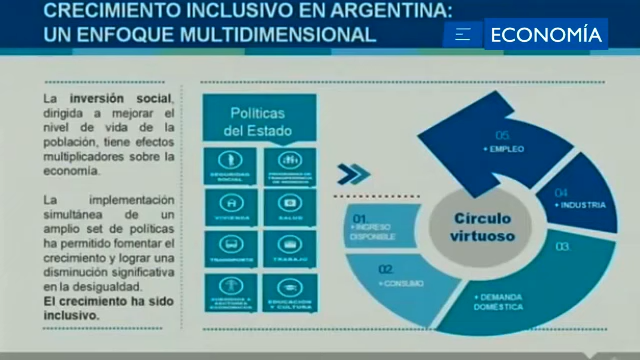 CRECIMIENTO INCLUSIVO EN ARGENTINA:
UN ENFOQUE MULTIDIMENSIONAL
ECONOMÍA
La inversión social,
dirigida a mejorar el
nivel de vida de la
población, tiene efectos
multiplicadores sobre la
economía.
La implementación
simultánea de un
amplio set de políticas
ha permitido fomentar el
crecimiento y lograr una
disminución significativa
en la desigualdad.
El crecimiento ha sido
inclusivo.
Políticas
del Estado
SEGURIDAD
SOCIAL
VIVIENDA
SALUD
TRANSPORTE
TRABAJO
EDUCACIÓN Y
CULTURA
01.
• INGRESO
DISPONIBLE
02.
• CONSUMO
03
• DEMANDA
DOMÉSTICA
04
• INDUSTRIA
05
• EMPLEO
Círculo
virtuoso